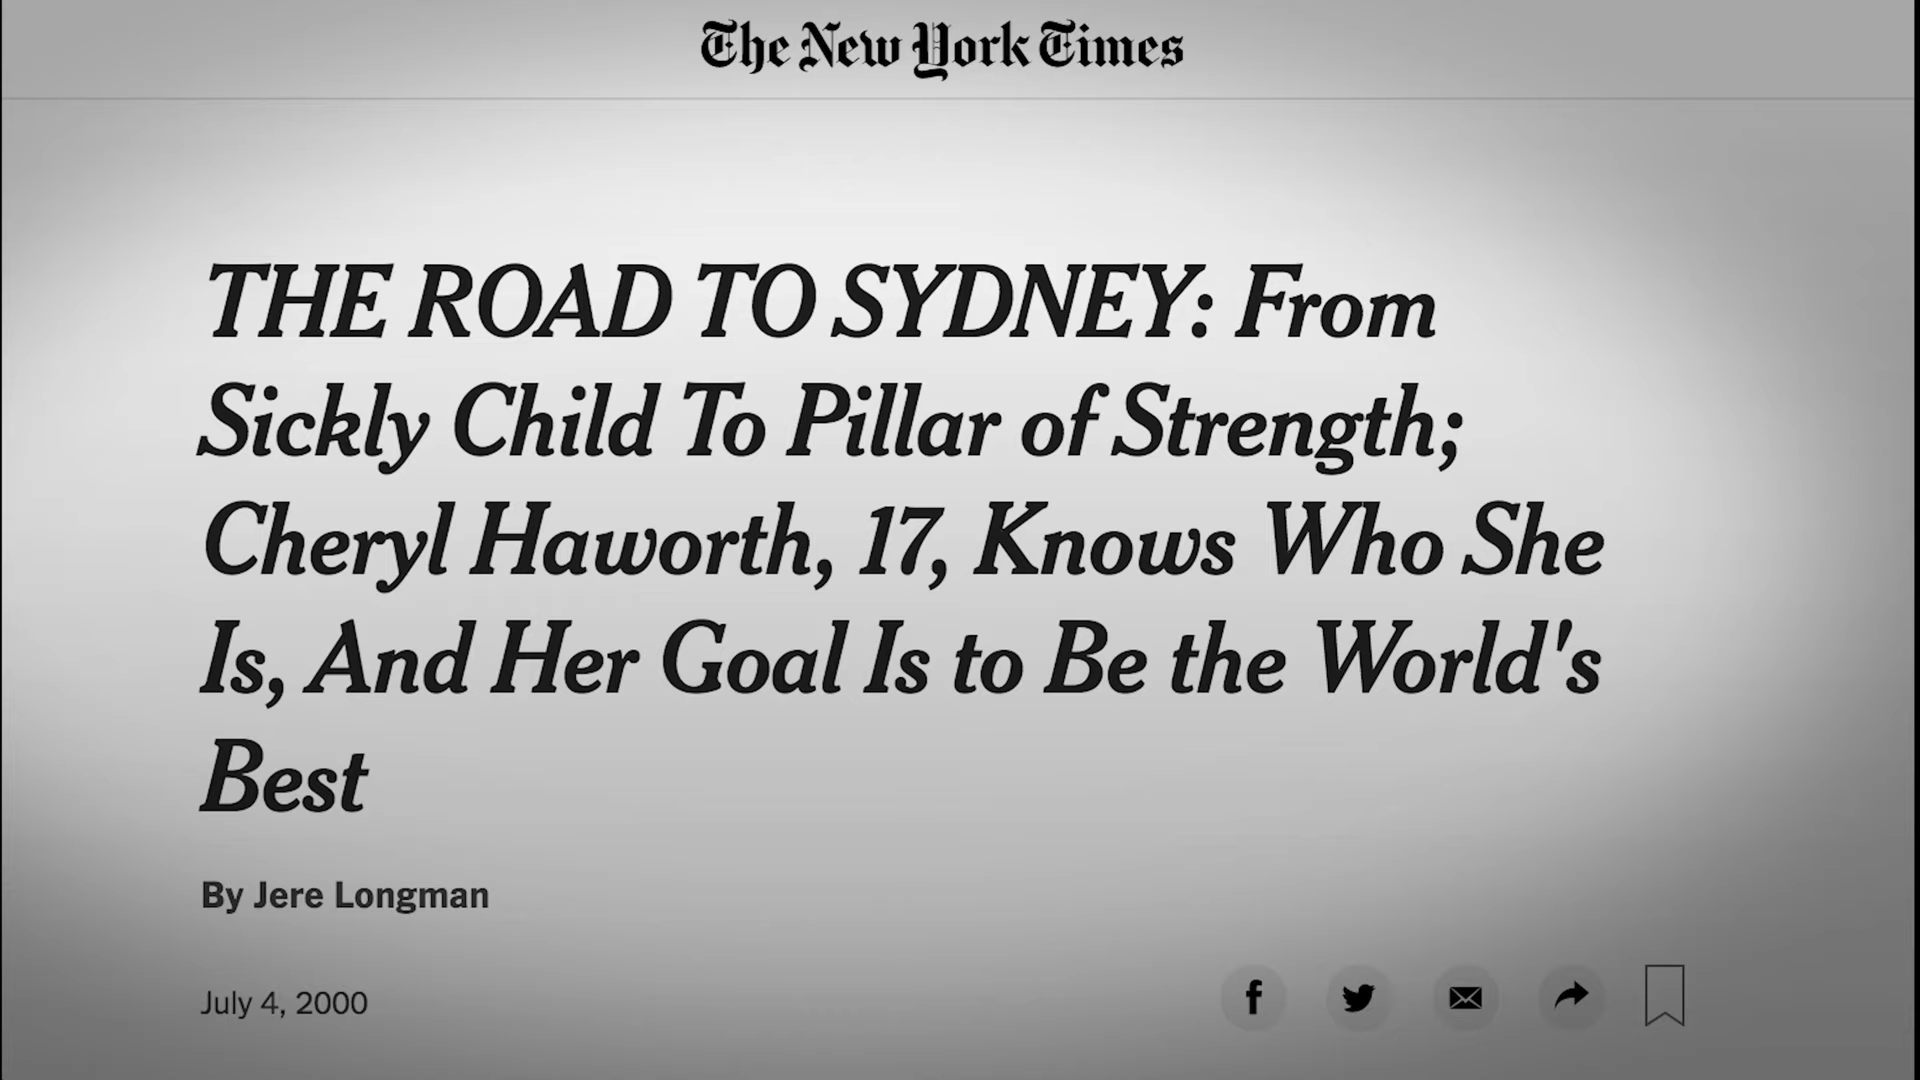 The New York Times
THE ROAD TO SYDNEY: From
Sickly Child To Pillar of Strength;
Cheryl Haworth, 17, Knows Who She
Is, And Her Goal Is to Be the World's
Best
By Jere Longman
July 4, 2000